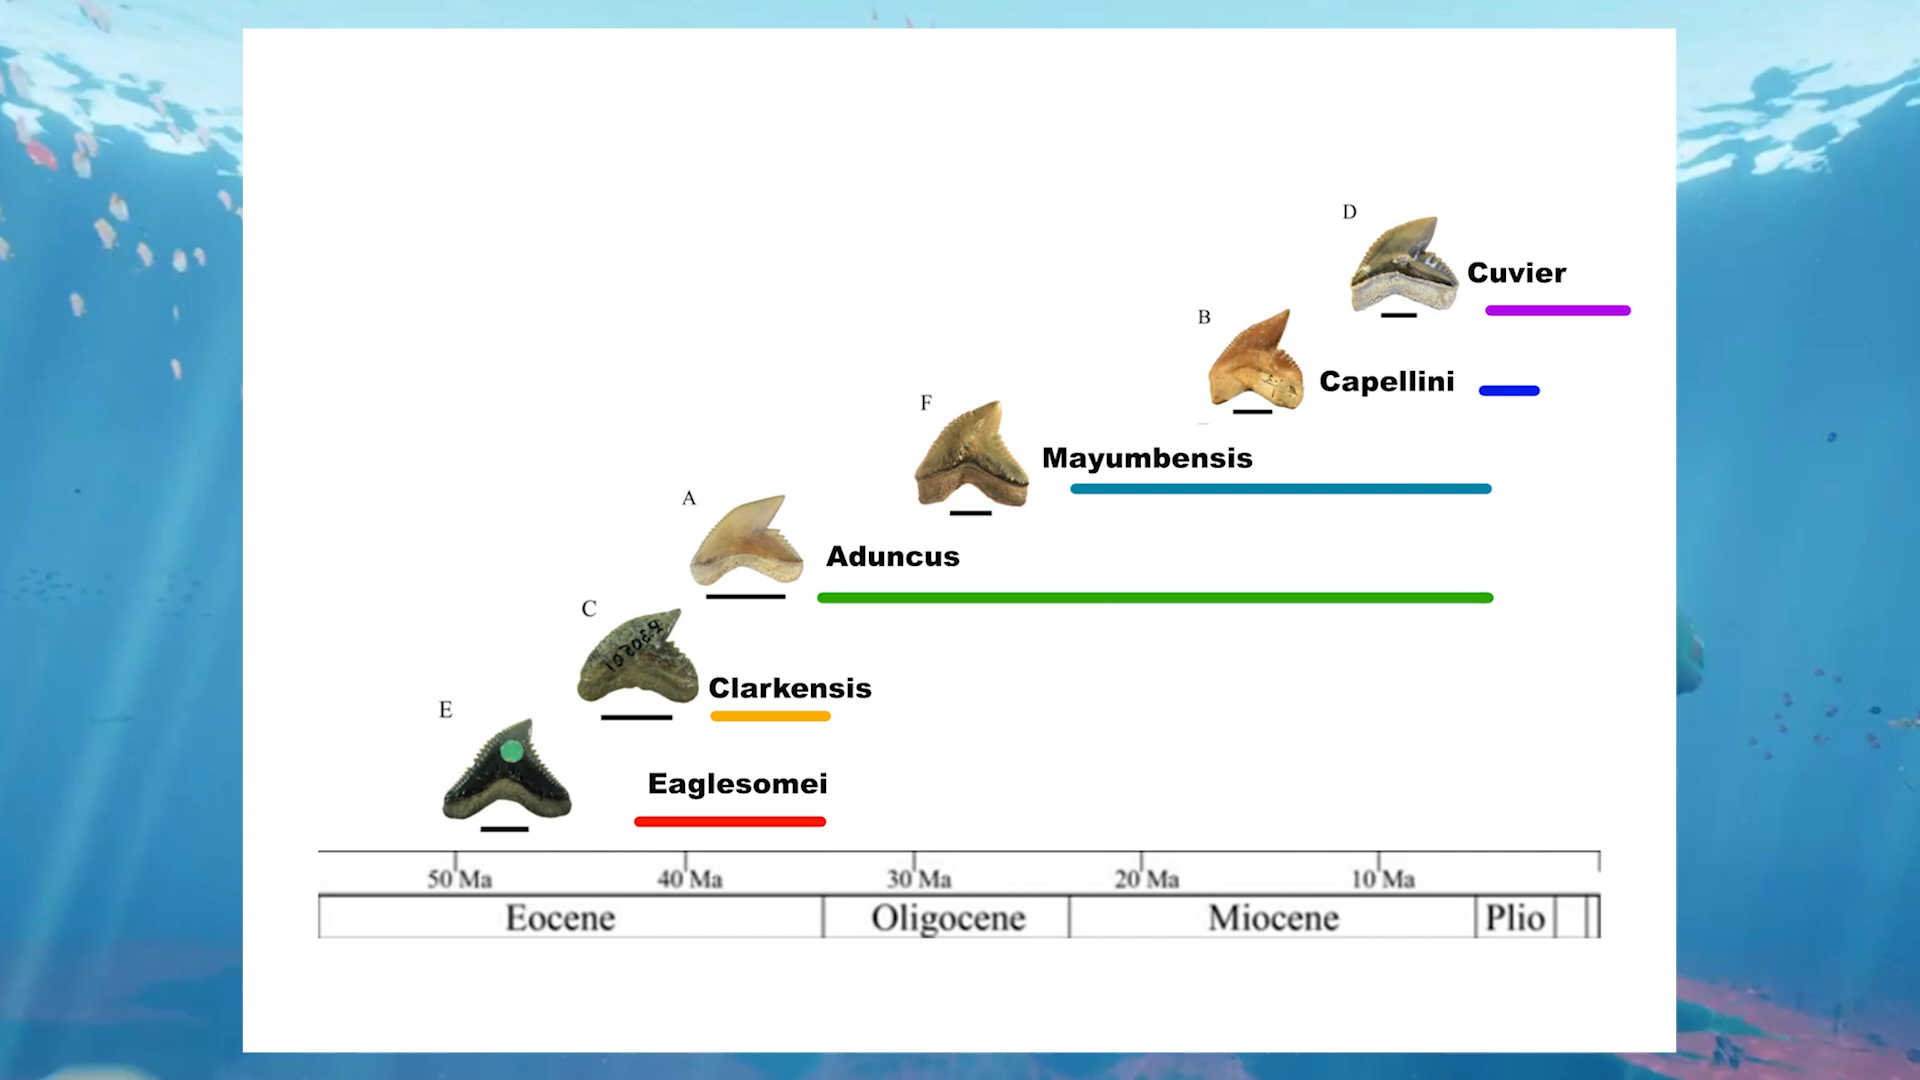 D
Cuvier
B
Capellini
F
Mayumbensis
A
Aduncus
C
Clarkensis
E
Eaglesomei
50 Ma 40 Ma 30 Ma 20 Ma 10 Ma
Eocene Oligocene Miocene Plio